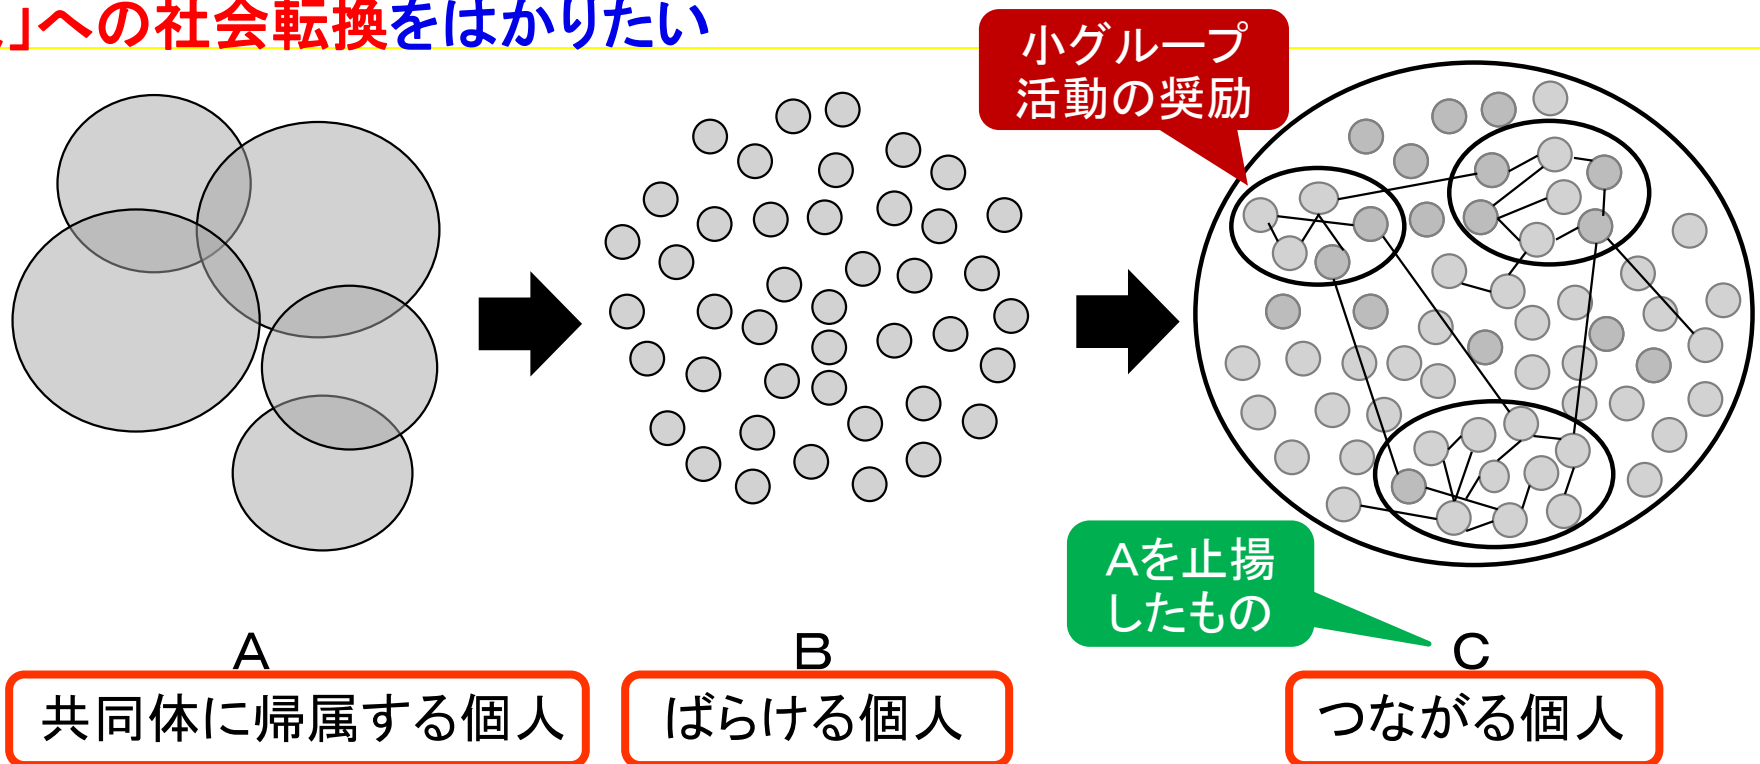 」への社会転換をはかりたい
小グループ
活動の奨励
Aを止揚
したもの
A
B
C
共同体に帰属する個人
ばらける個人
つながる個人